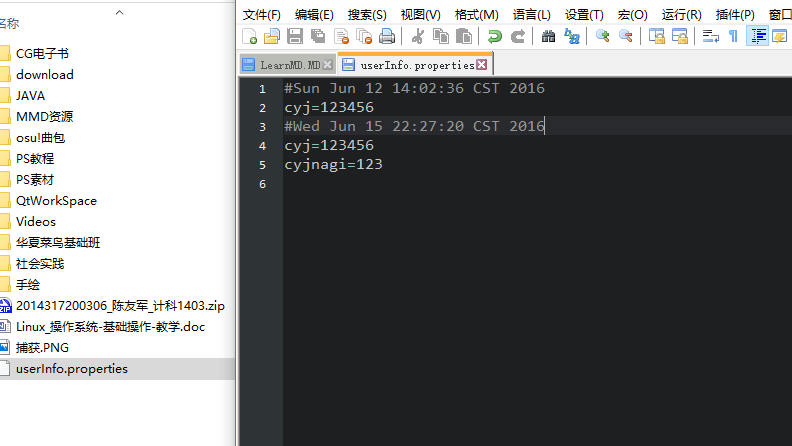 名称
CG电子书
download
JAVA
MMD资源
osu!曲包
PS教程
PS素材
QtWorkSpace
Videos
华夏菜鸟基础班
社会实践
手绘
2014317200306_陈友军_计科1403.zip
Linux_操作系统-基础操作-教学.doc
捕获.PNG
userInfo.properties
文件(F) 编辑(E) 搜索(S) 视图(V) 格式(M) 语言(L) 设置(T) 宏(O) 运行(R) 插件(P) 窗口
LearnMD.MD userInfo.properties
1 #Sun Jun 12 14:02:36 CST 2016
2 cyj=123456
3 #Wed Jun 15 22:27:20 CST 2016
4 cyj=123456
5 cyjnagi=123
6